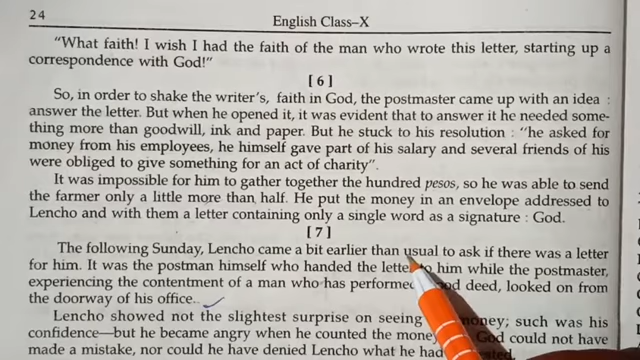 24
English Class–X
"What faith! I wish I had the faith of the man who wrote this letter, starting up a
correspondence with God!"
[ 6 ]
So, in order to shake the writer's, faith in God, the postmaster came up with an idea :
answer the letter. But when he opened it, it was evident that to answer it he needed some-
thing more than goodwill, ink and paper. But he stuck to his resolution : "he asked for
money from his employees, he himself gave part of his salary and several friends of his
were obliged to give something for an act of charity".
It was impossible for him to gather together the hundred pesos, so he was able to send
the farmer only a little more than half. He put the money in an envelope addressed to
Lencho and with them a letter containing only a single word as a signature : God.
[ 7 ]
The following Sunday, Lencho came a bit earlier than usual to ask if there was a letter
for him. It was the postman himself who handed the letter to him while the postmaster,
experiencing the contentment of a man who has performed deed, looked on from
the doorway of his office.
Lencho showed not the slightest surprise on seeing such was his
confidence—but he became angry when he counted the God could not have
made a mistake, nor could he have denied Lencho what he had